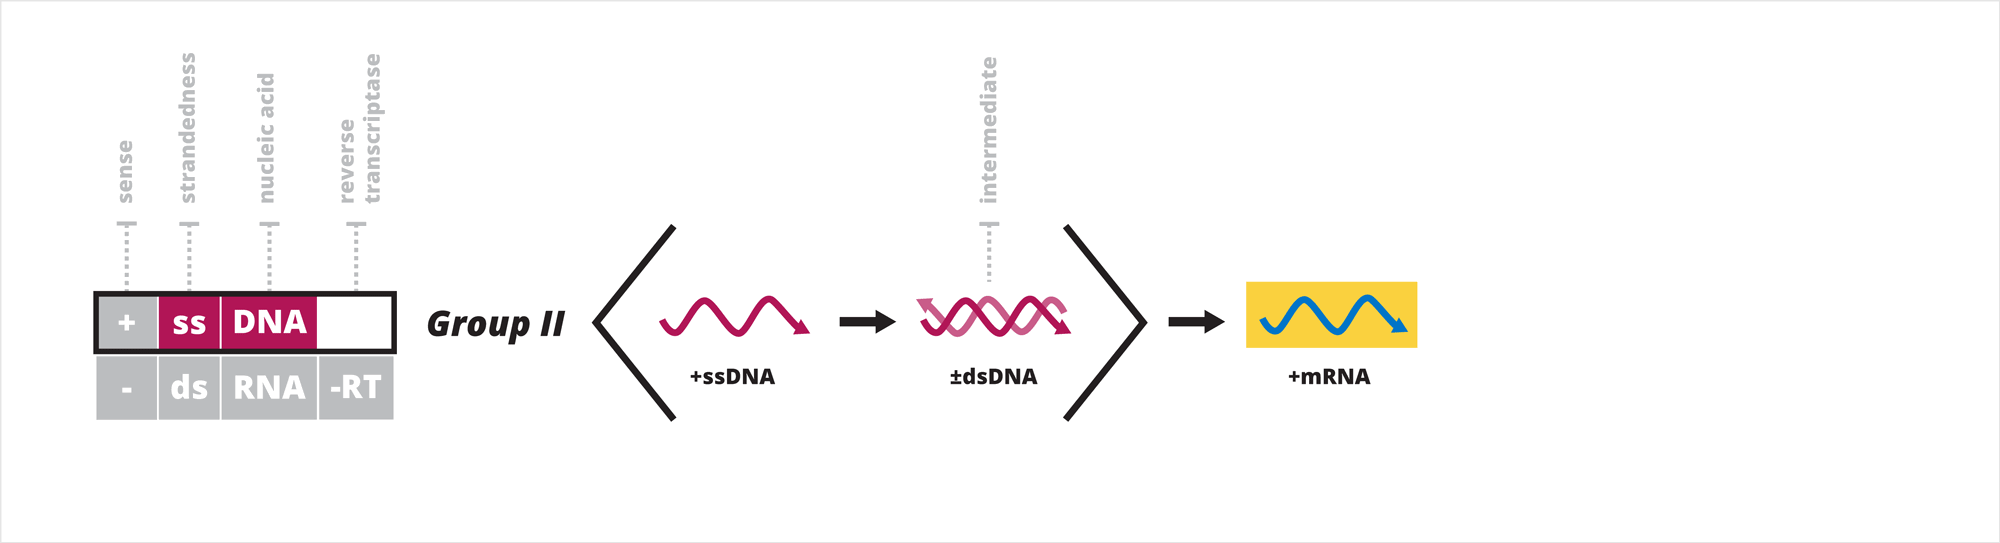 sense
strandedness
nucleic acid
reverse
transcriptase
intermediate
+ ss DNA
- ds RNA -RT
Group II
+ssDNA
±dsDNA
+mRNA